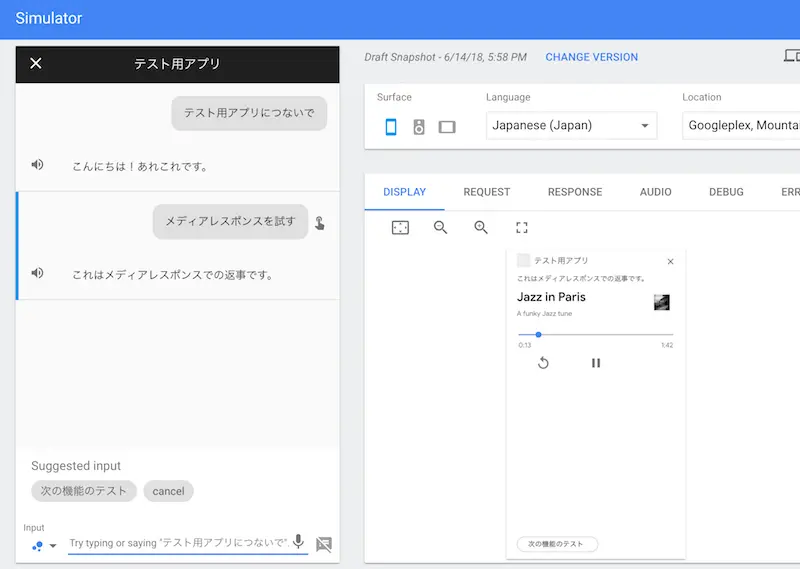 Simulator
テスト用アプリ
テスト用アプリにつないで
こんにちは！あれこれです。
メディアレスポンスを試す
これはメディアレスポンスでの返事です。
Suggested input
次の機能のテスト
cancel
Input
Try typing or saying "テスト用アプリにつないで".
Draft Snapshot - 6/14/18, 5:58 PM
CHANGE VERSION
Surface
Language
Location
Japanese (Japan)
Googleplex, Mountai
DISPLAY
REQUEST
RESPONSE
AUDIO
DEBUG
ERR
テスト用アプリ
これはメディアレスポンスでの返事です。
Jazz in Paris
A funky Jazz tune
0:13
1:42
次の機能のテスト